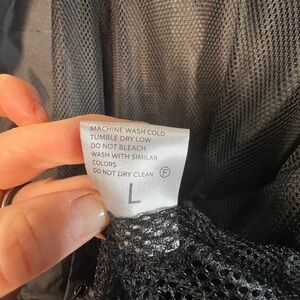 MACHINE WASH COLD
TUMBLE DRY LOW
DO NOT BLEACH
WASH WITH SIMILAR
COLORS
DO NOT DRY CLEAN Ⓕ
L